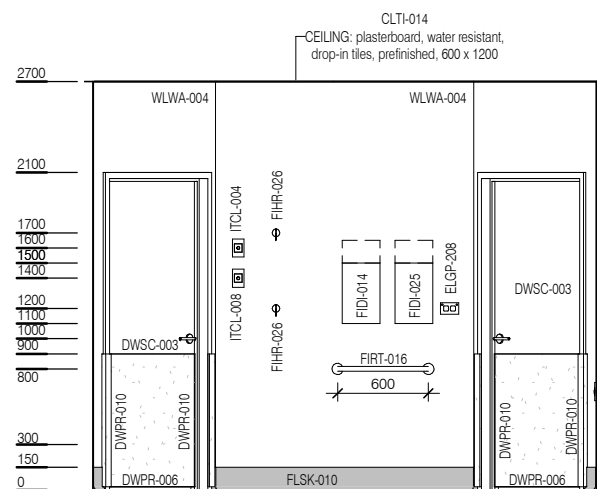 CLTI-014
CEILING: plasterboard, water resistant,
drop-in tiles, prefinished, 600 x 1200
2700
WLWA-004
WLWA-004
2100
1700
1600
1500
1400
1200
1100
1000
900
800
300
150
0
ITCL-004
FIHR-026
ITCL-008
FIHR-026
FIDI-014
FIDI-025
ELGP-208
DWSC-003
DWSC-003
FIRT-016
600
DWPR-010
DWPR-010
DWPR-010
DWPR-010
DWPR-006
FLSK-010
DWPR-006